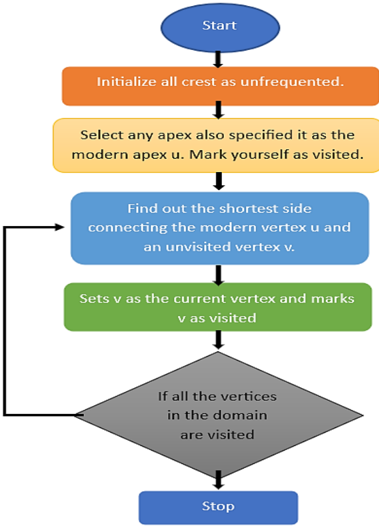 Start
Initialize all crest as unfrequented.
Select any apex also specified it as the
modern apex u. Mark yourself as visited.
Find out the shortest side
connecting the modern vertex u and
an unvisited vertex v.
Sets v as the current vertex and marks
v as visited
If all the vertices
in the domain
are visited
Stop